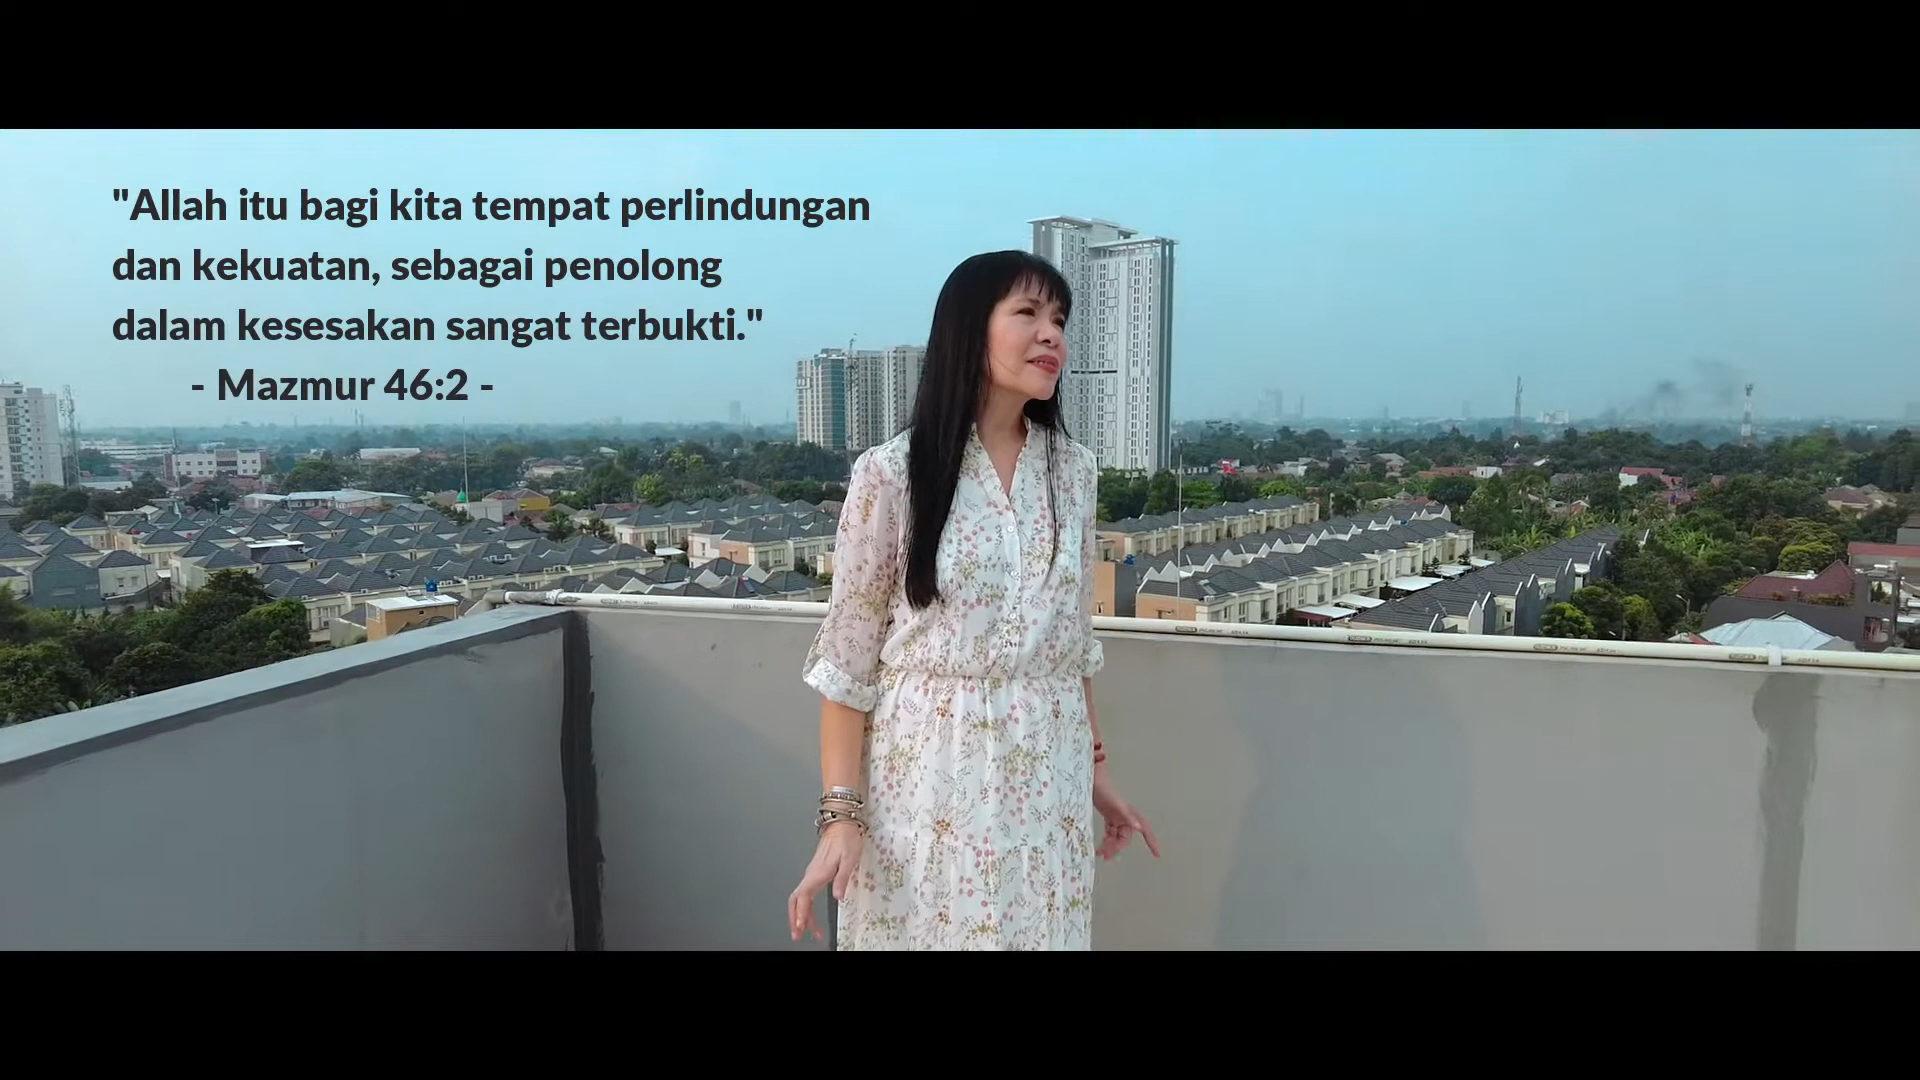 "Allah itu bagi kita tempat perlindungan
dan kekuatan, sebagai penolong
dalam kesesakan sangat terbukti."
- Mazmur 46:2 -